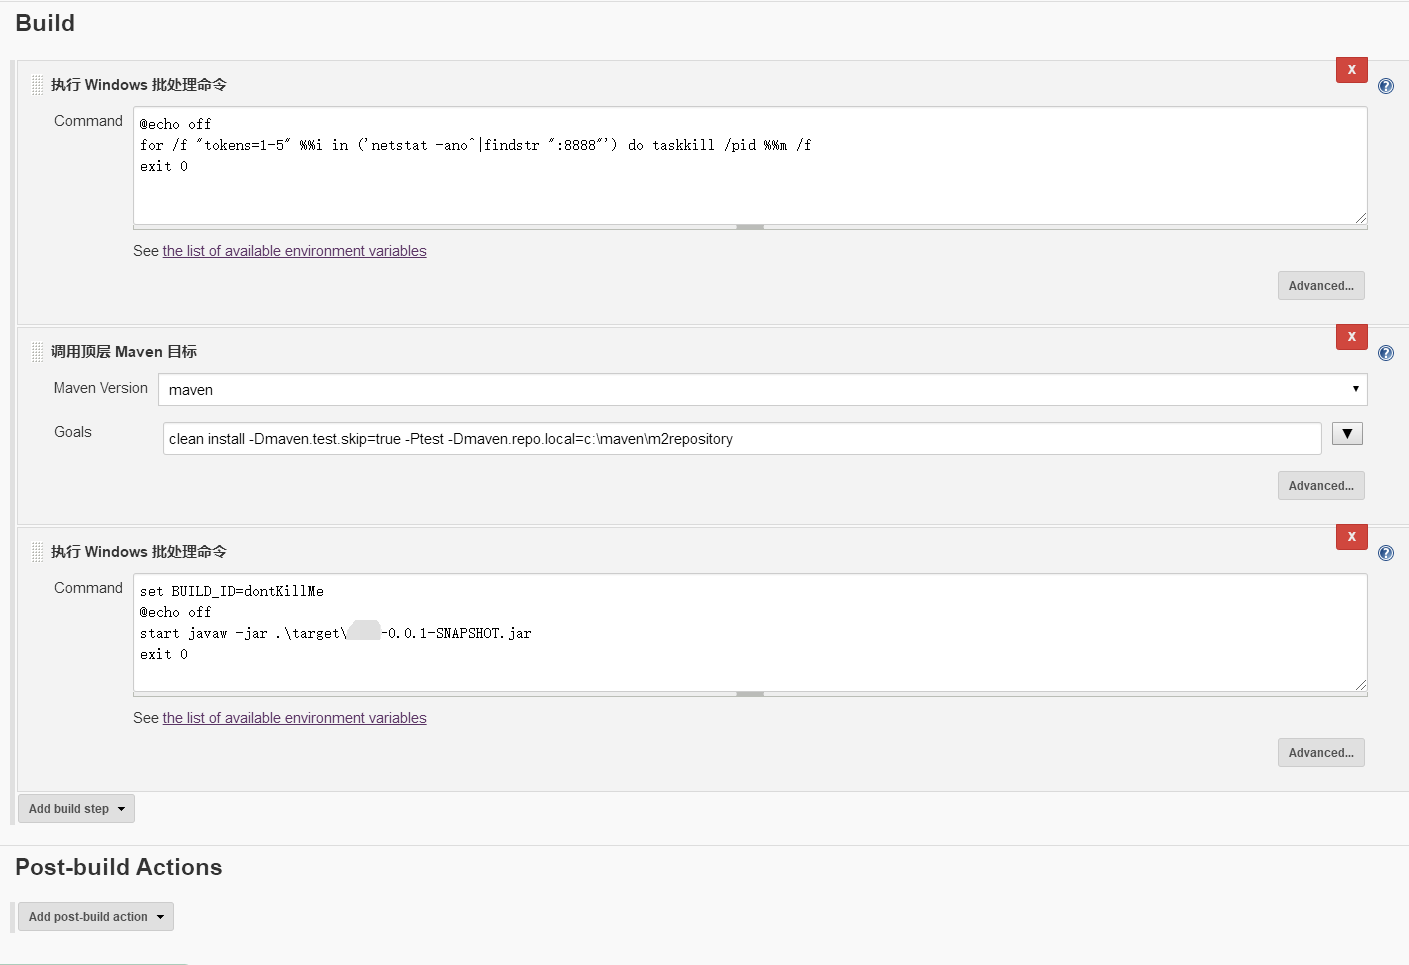 Build
执行 Windows 批处理命令
X
Command
@echo off
for /f "tokens=1-5" %%i in ('netstat -ano^|findstr ":8888"') do taskkill /pid %%m /f
exit 0
See the list of available environment variables
Advanced...
调用顶层 Maven 目标
X
Maven Version
maven
Goals
clean install -Dmaven.test.skip=true -Ptest -Dmaven.repo.local=c:\maven\m2repository
Advanced...
执行 Windows 批处理命令
X
Command
set BUILD_ID=dontKillMe
@echo off
start javaw -jar .\target\ -0.0.1-SNAPSHOT.jar
exit 0
See the list of available environment variables
Advanced...
Add build step
Post-build Actions
Add post-build action